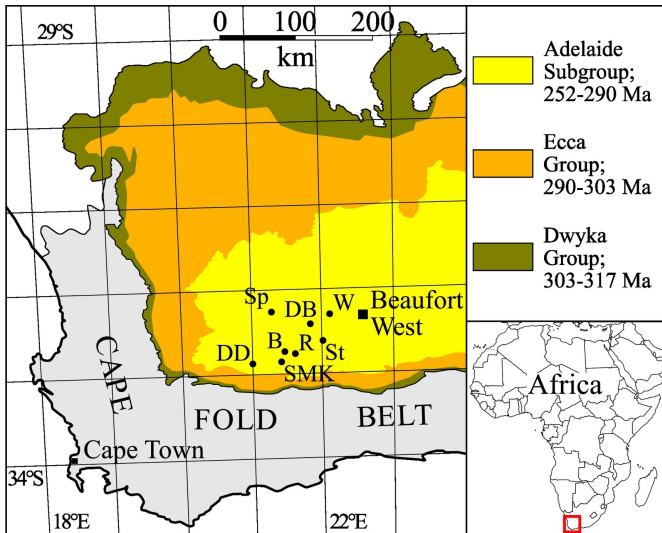 29°S
0 100 200
km
Sp
DB
W
Beaufort
West
B
R
St
DD
SMK
CAPE
FOLD
BELT
Cape Town
34°S
18°E
22°E
Adelaide
Subgroup;
252-290 Ma
Ecca
Group;
290-303 Ma
Dwyka
Group;
303-317 Ma
Africa